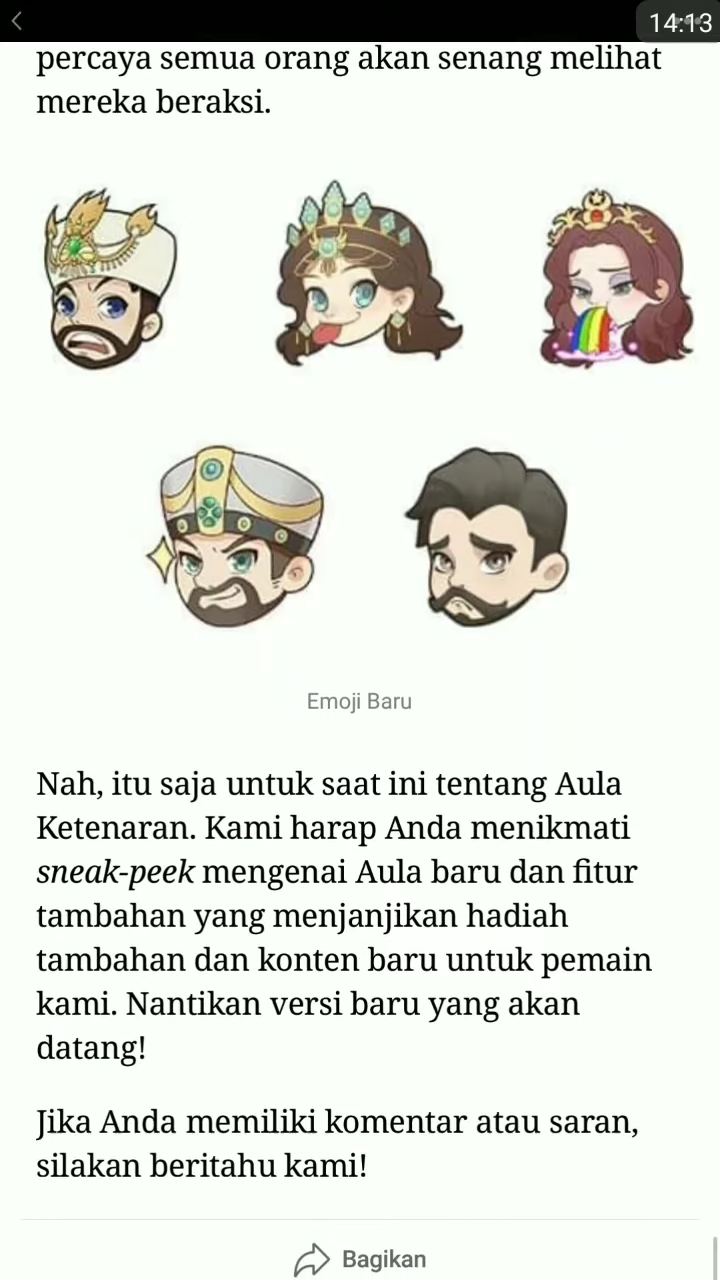 14:13
percaya semua orang akan senang melihat
mereka beraksi.
Emoji Baru
Nah, itu saja untuk saat ini tentang Aula
Ketenaran. Kami harap Anda menikmati
sneak-peek mengenai Aula baru dan fitur
tambahan yang menjanjikan hadiah
tambahan dan konten baru untuk pemain
kami. Nantikan versi baru yang akan
datang!
Jika Anda memiliki komentar atau saran,
silakan beritahu kami!
Bagikan